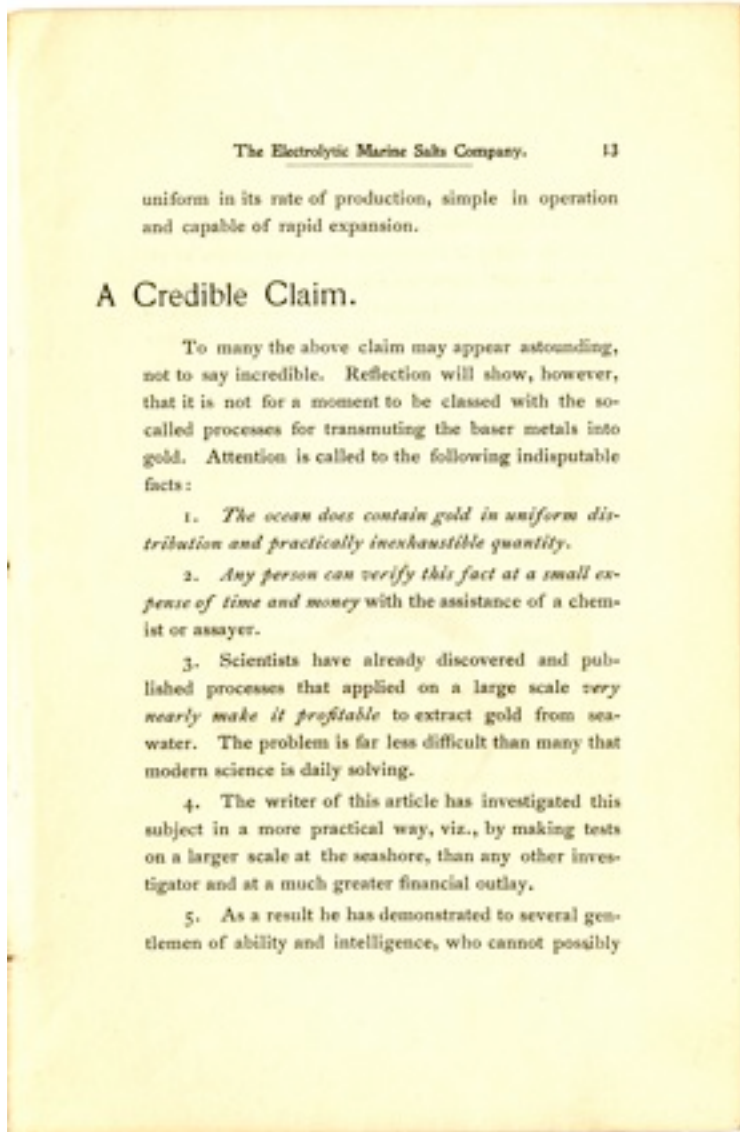 The Electrolytic Marine Salts Company. 13
uniform in its rate of production, simple in operation
and capable of rapid expansion.
A Credible Claim.
To many the above claim may appear astounding,
not to say incredible. Reflection will show, however,
that it is not for a moment to be classed with the so-
called processes for transmuting the baser metals into
gold. Attention is called to the following indisputable
facts:
1. The ocean does contain gold in uniform dis-
tribution and practically inexhaustible quantity.
2. Any person can verify this fact at a small ex-
pense of time and money with the assistance of a chem-
ist or assayer.
3. Scientists have already discovered and pub-
lished processes that applied on a large scale very
nearly make it profitable to extract gold from sea-
water. The problem is far less difficult than many that
modern science is daily solving.
4. The writer of this article has investigated this
subject in a more practical way, viz., by making tests
on a larger scale at the seashore, than any other inves-
tigator and at a much greater financial outlay.
5. As a result he has demonstrated to several gen-
tlemen of ability and intelligence, who cannot possibly